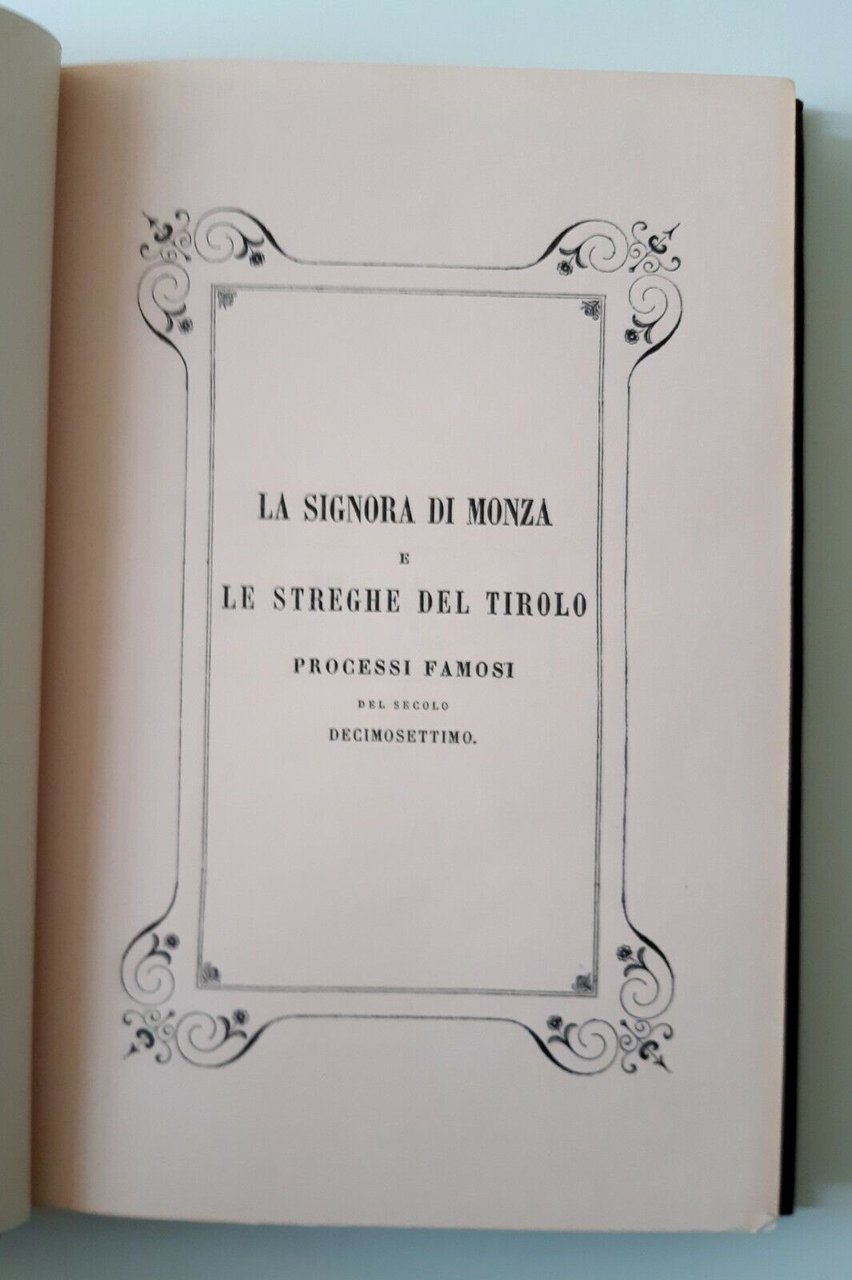 LA SIGNORA DI MONZA
E
LE STREGHE DEL TIROLO
PROCESSI FAMOSI
DEL SECOLO
DECIMOSETTIMO.